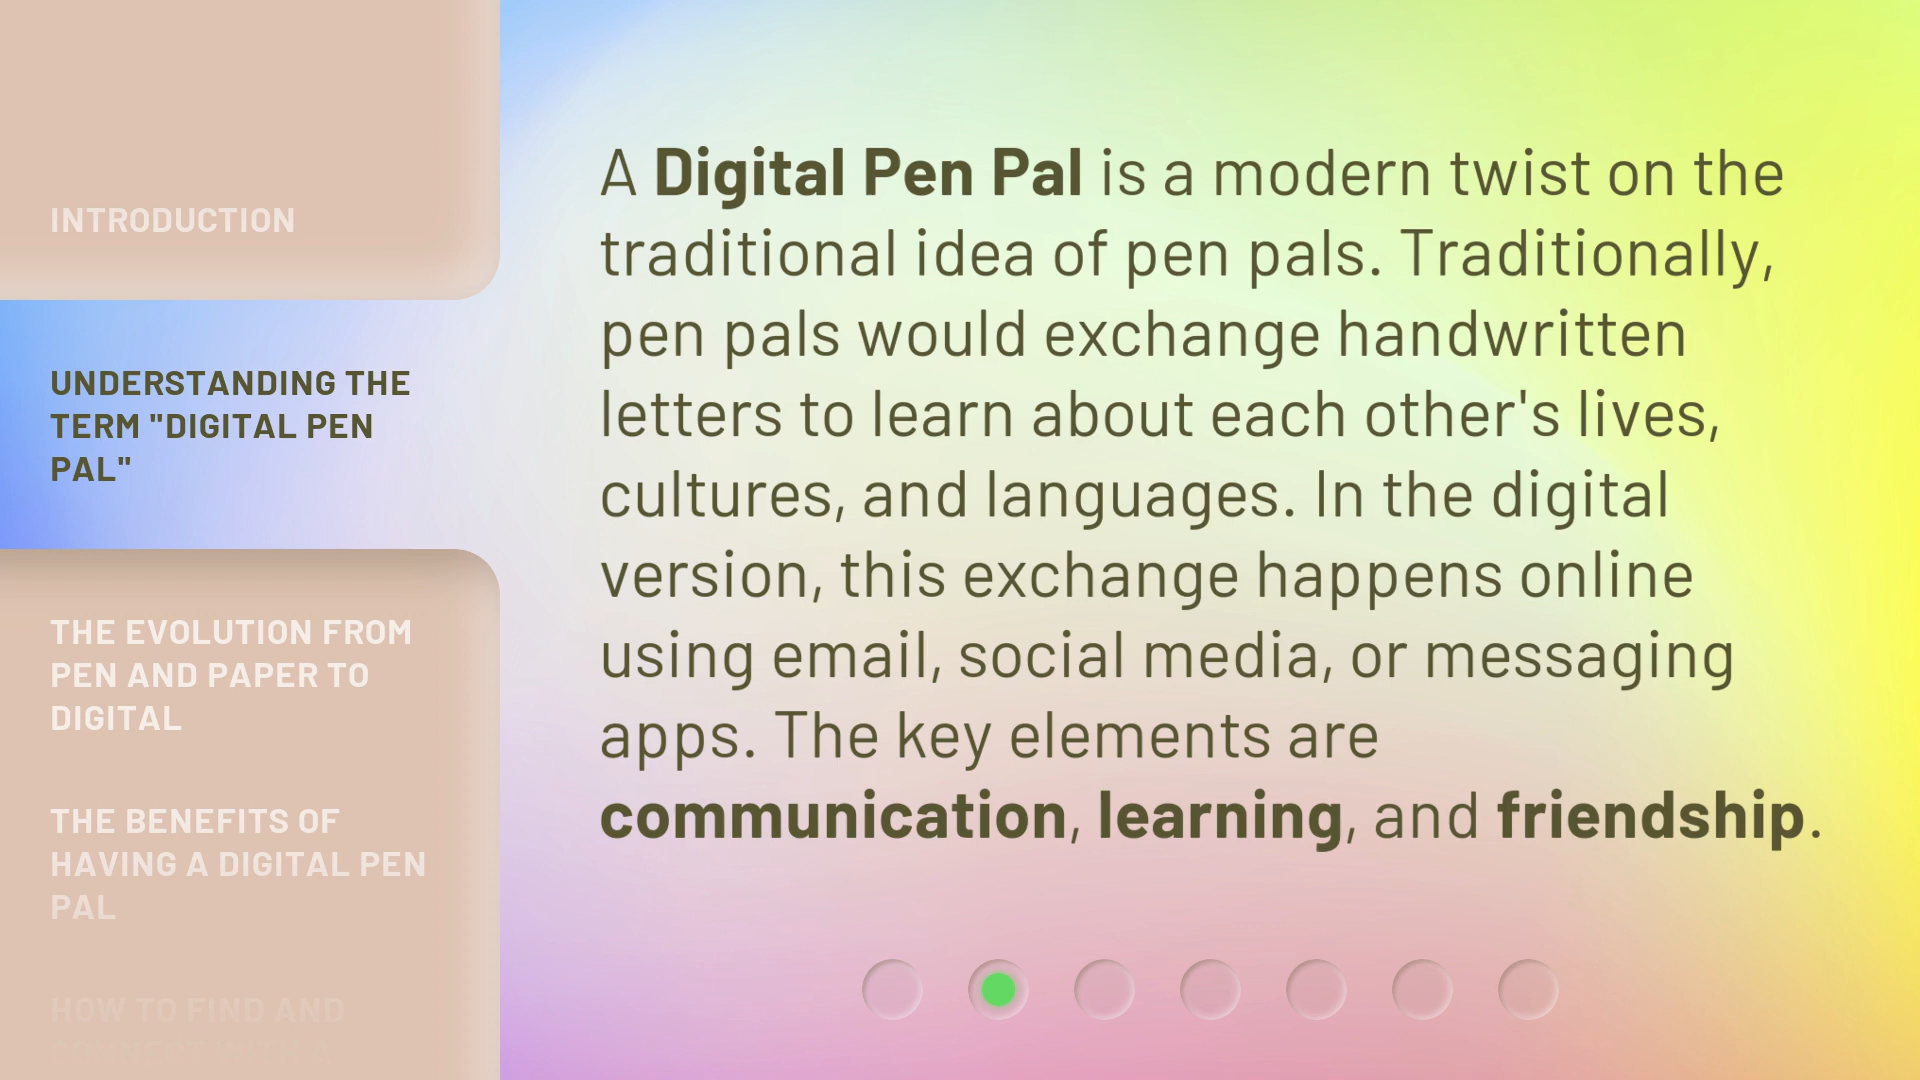 INTRODUCTION
UNDERSTANDING THE
TERM "DIGITAL PEN
PAL"
THE EVOLUTION FROM
PEN AND PAPER TO
DIGITAL
THE BENEFITS OF
HAVING A DIGITAL PEN
PAL
HOW TO FIND AND
CONNECT WITH A
A Digital Pen Pal is a modern twist on the
traditional idea of pen pals. Traditionally,
pen pals would exchange handwritten
letters to learn about each other's lives,
cultures, and languages. In the digital
version, this exchange happens online
using email, social media, or messaging
apps. The key elements are
communication, learning, and friendship.